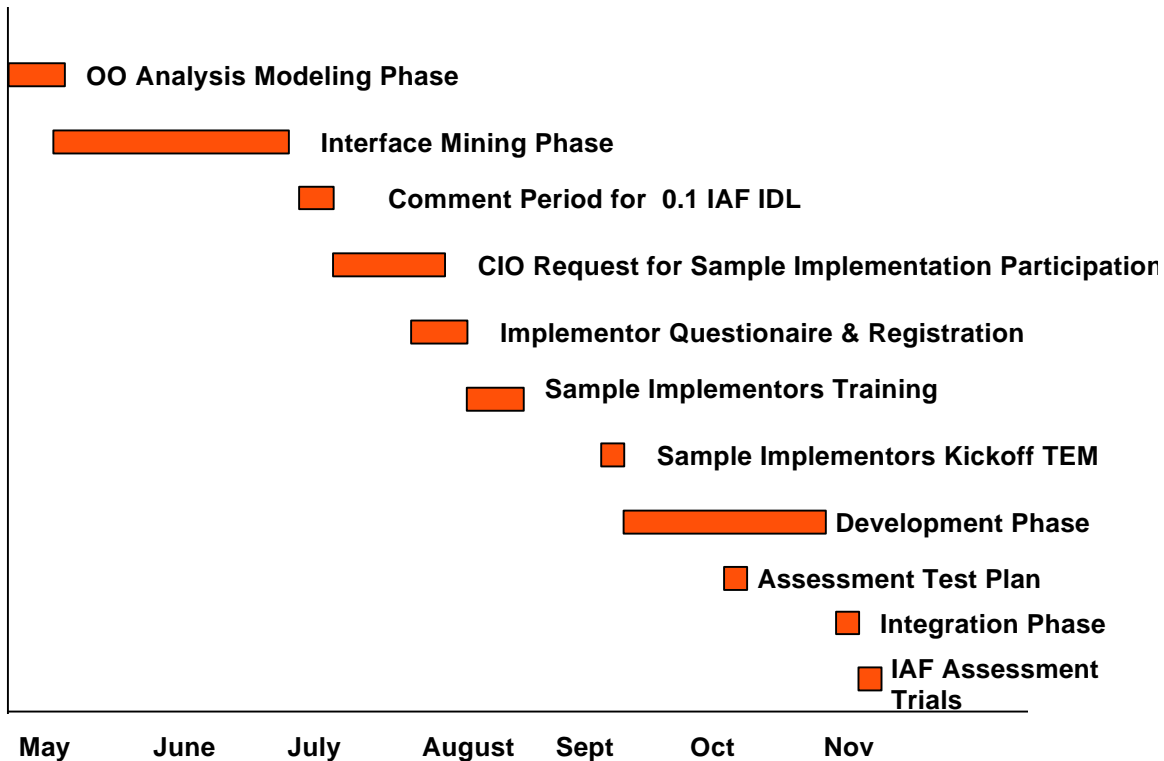 OO Analysis Modeling Phase
Interface Mining Phase
Comment Period for 0.1 IAF IDL
CIO Request for Sample Implementation Participation
Implementor Questionaire & Registration
Sample Implementors Training
Sample Implementors Kickoff TEM
Development Phase
Assessment Test Plan
Integration Phase
IAF Assessment
Trials
May June July August Sept Oct Nov